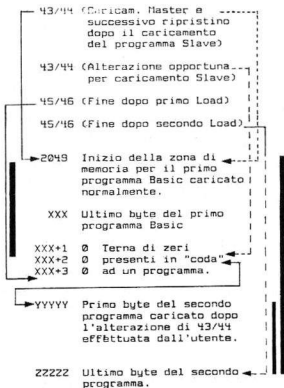 43/44 (Caricam. Master e
successivo ripristino
dopo il caricamento
del programma Slave)
43/44 (Alterazione opportuna
per caricamento Slave)
45/46 (Fine dopo primo Load)
45/46 (Fine dopo secondo Load)
2049 Inizio della zona di
memoria per il primo
programma Basic caricato
normalmente.
XXX Ultimo byte del primo
programma Basic
XXX+1 0 Terna di zeri
XXX+2 0 presenti in "coda"
XXX+3 0 ad un programma.
YYYYY Primo byte del secondo
programma caricato dopo
l'alterazione di 43/44
effettuata dall'utente.
ZZZZZ Ultimo byte del secondo
programma.